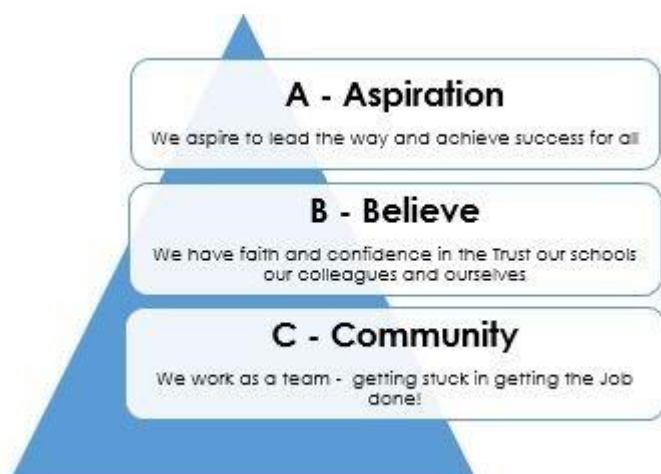 A - Aspiration
We aspire to lead the way and achieve success for all
B - Believe
We have faith and confidence in the Trust our schools
our colleagues and ourselves
C - Community
We work as a team - getting stuck in getting the Job
done!